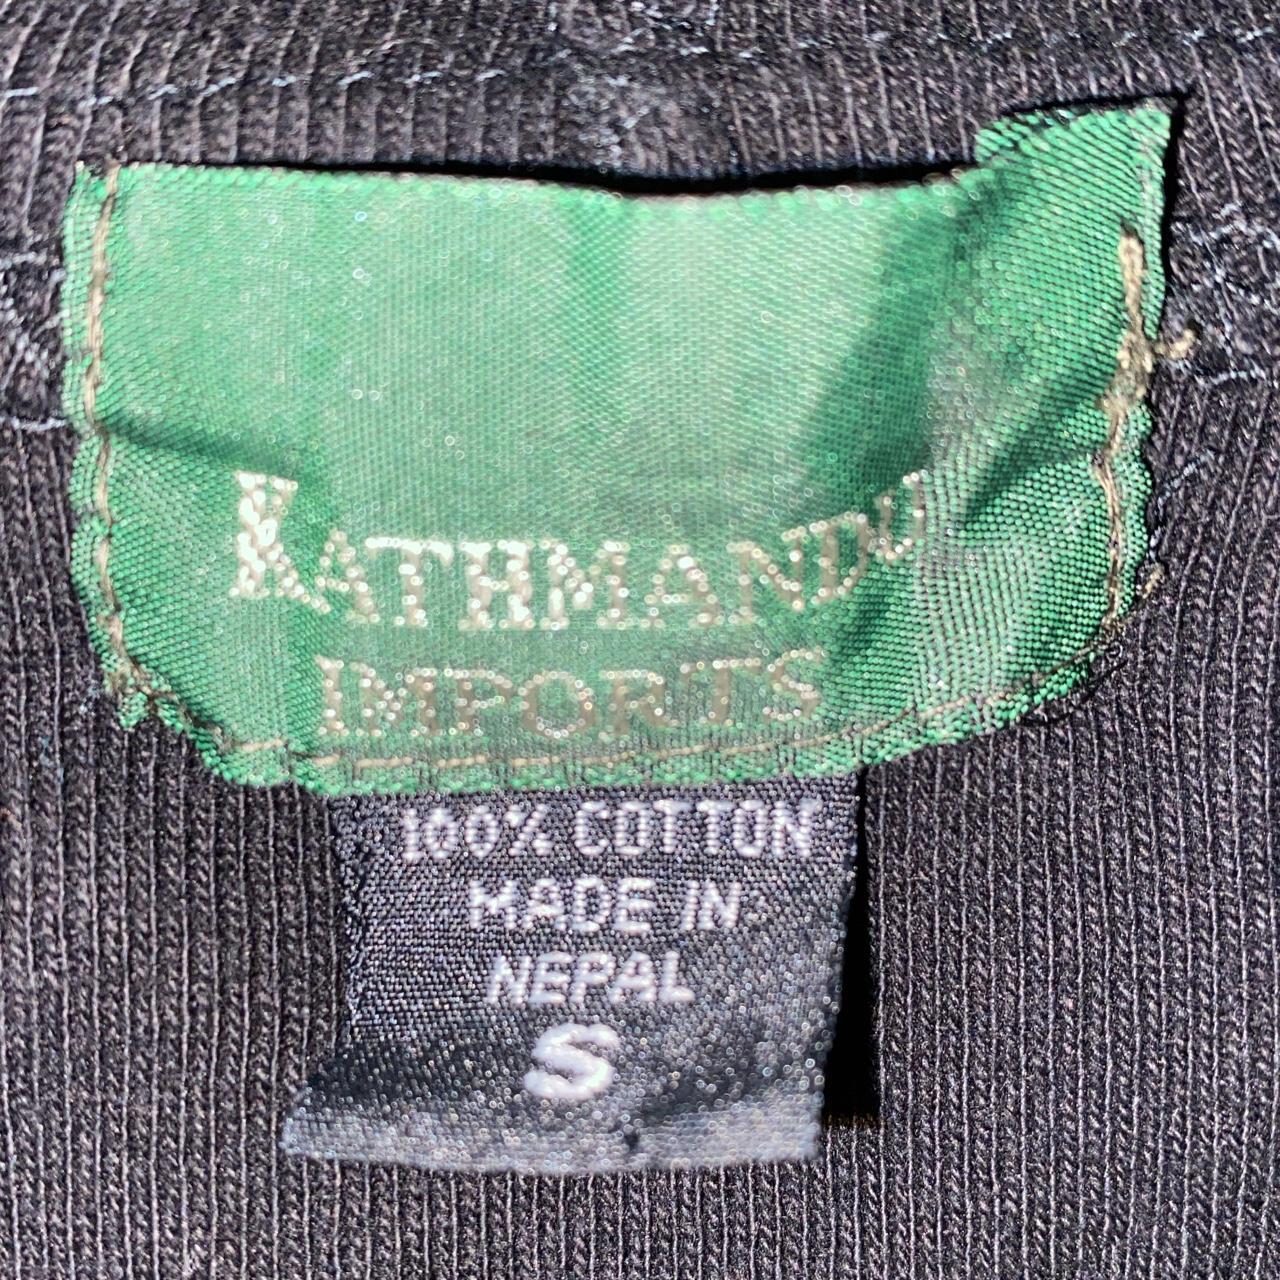 KATHMANDU
IMPORTS
100% COTTON
MADE IN
NEPAL
S